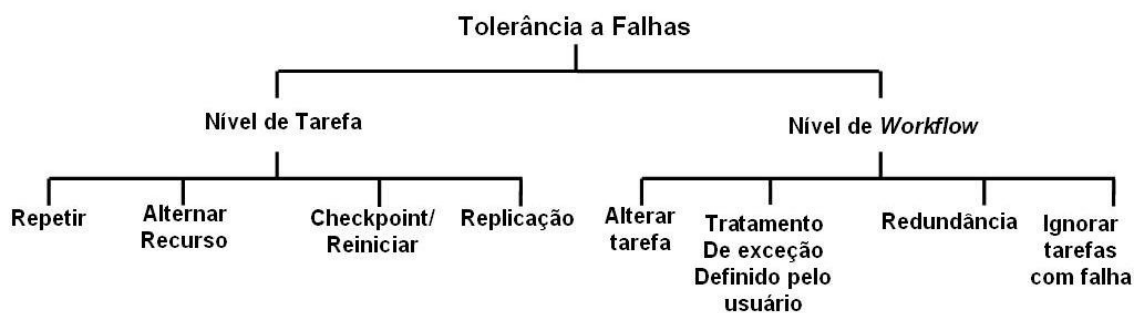 Tolerância a Falhas
Nível de Tarefa
Nível de Workflow
Repetir
Alternar
Recurso
Checkpoint/
Reiniciar
Replicação
Alterar
tarefa
Tratamento
De exceção
Definido pelo
usuário
Redundância
Ignorar
tarefas
com falha